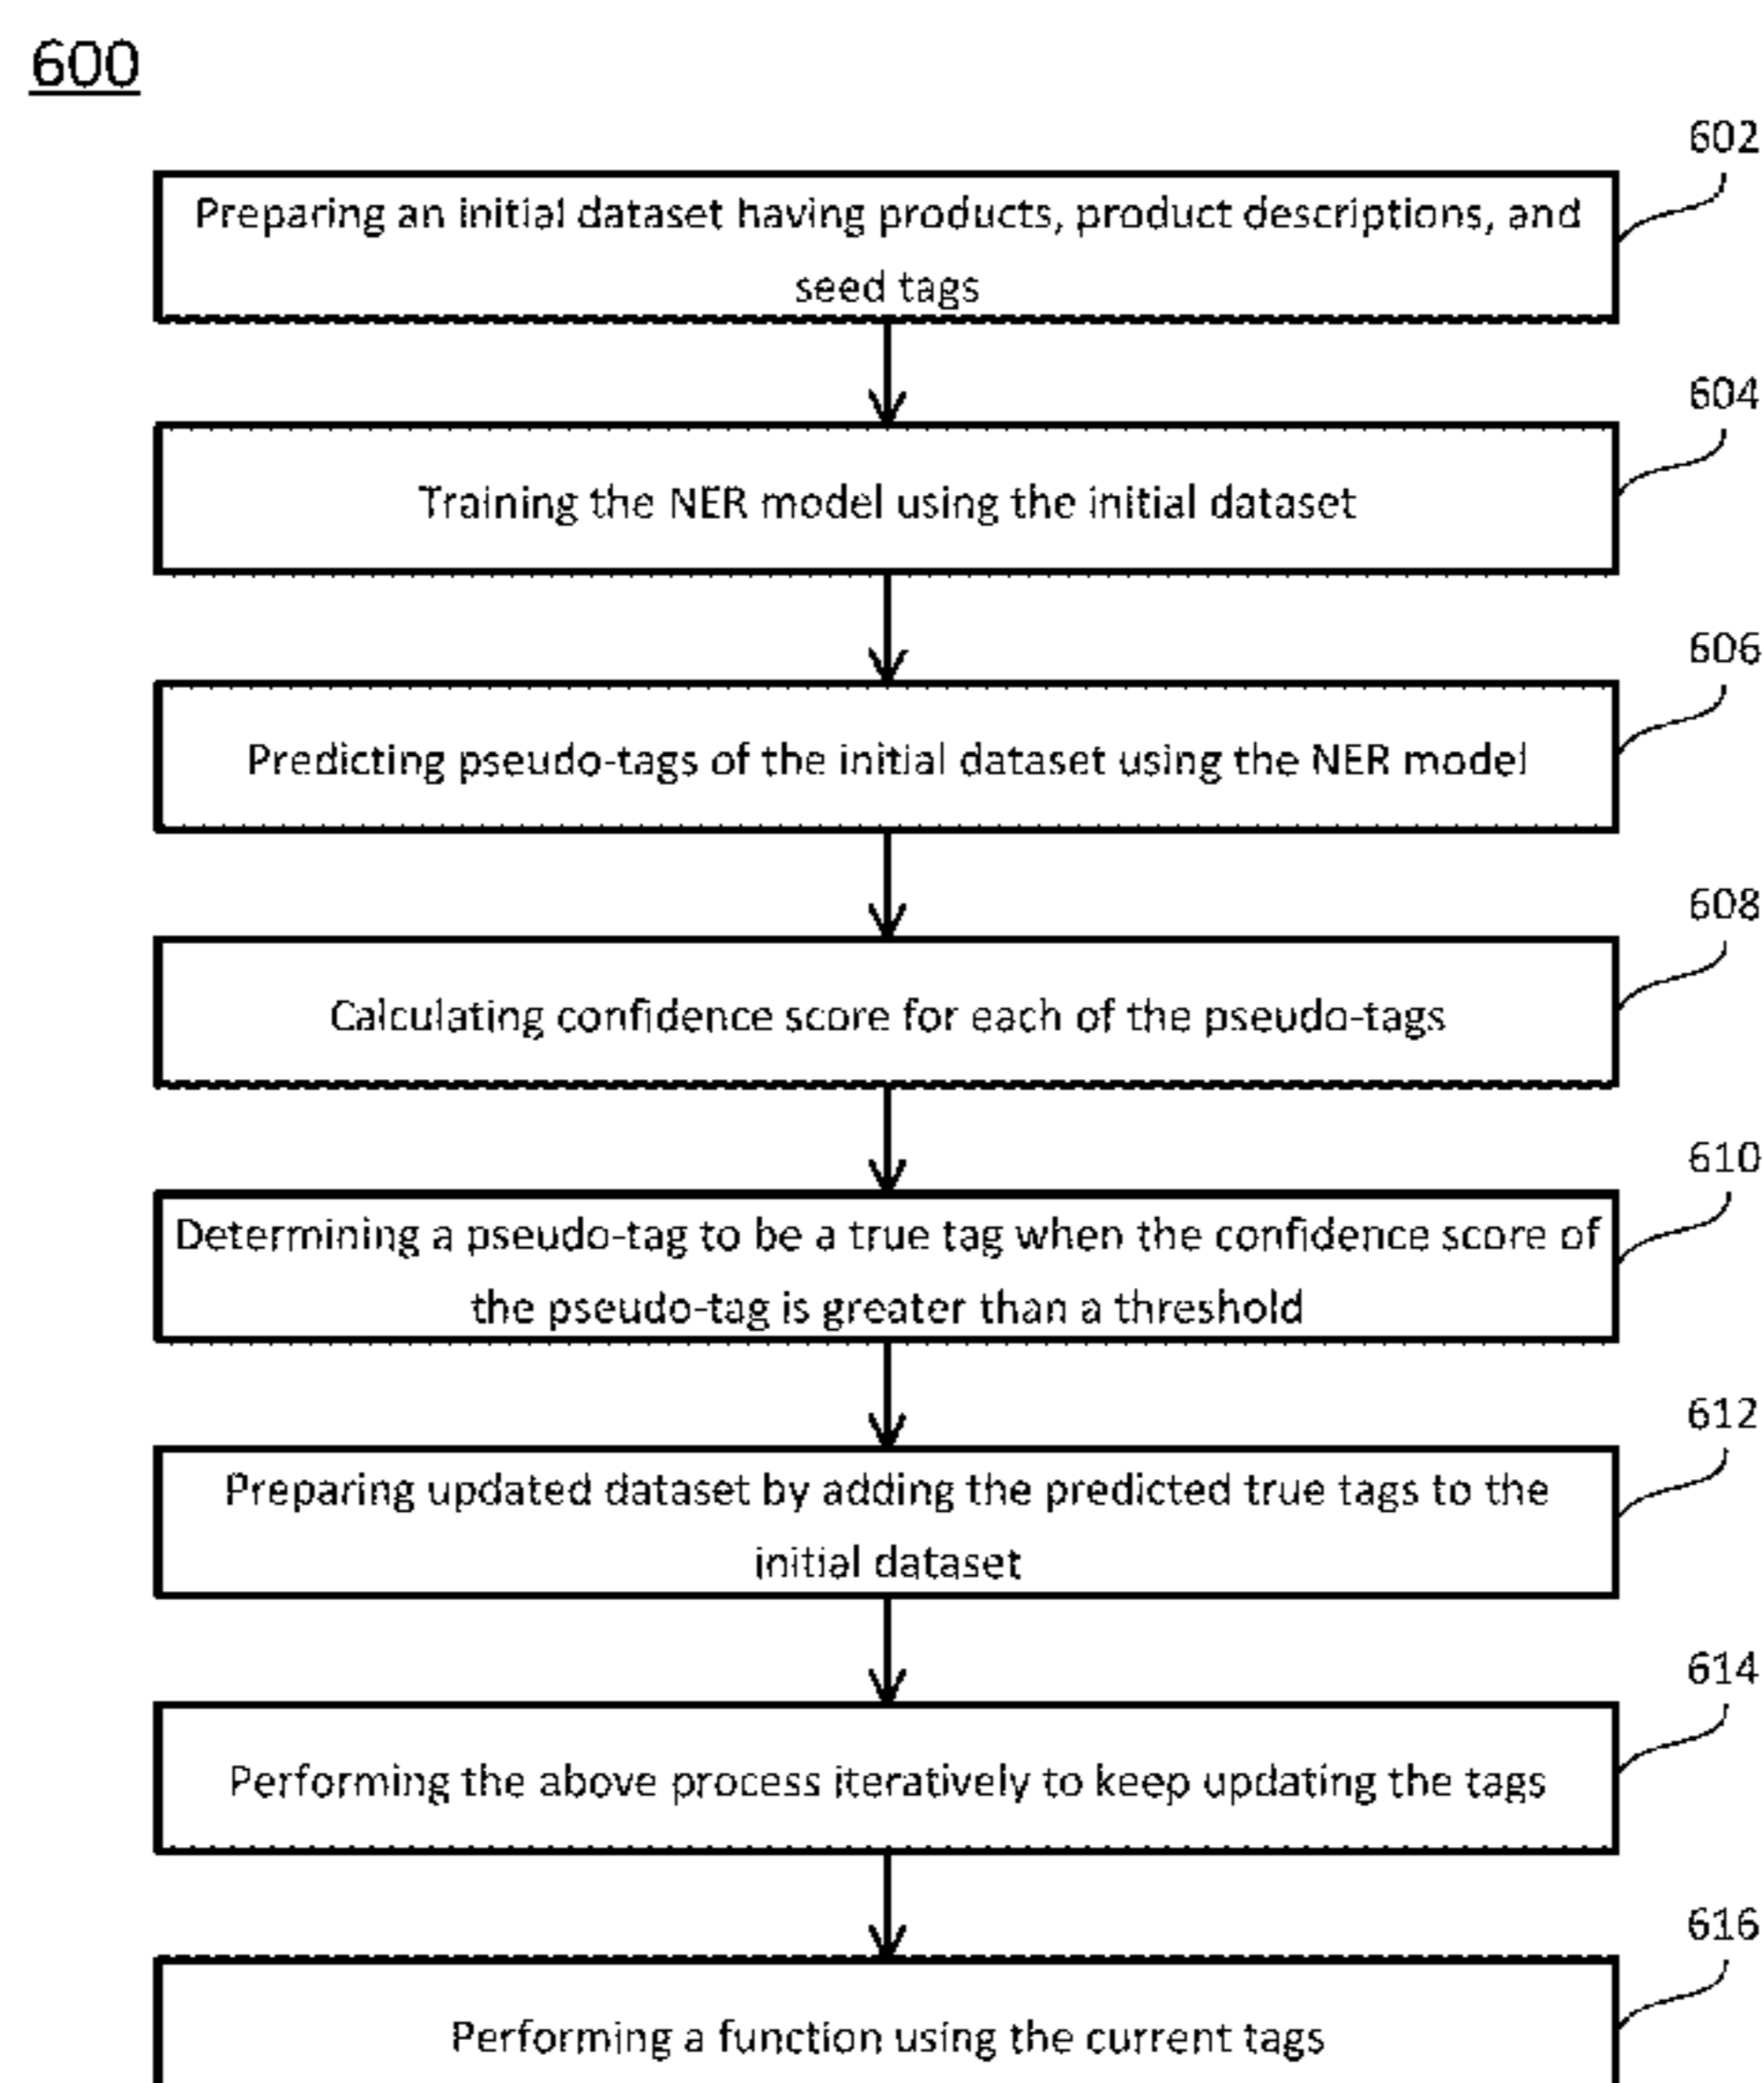 600
602
Preparing an initial dataset having products, product descriptions, and
seed tags
604
Training the NER model using the initial dataset
606
Predicting pseudo-tags of the initial dataset using the NER model
608
Calculating confidence score for each of the pseudo-tags
610
Determining a pseudo-tag to be a true tag when the confidence score of
the pseudo-tag is greater than a threshold
612
Preparing updated dataset by adding the predicted true tags to the
initial dataset
614
Performing the above process iteratively to keep updating the tags
616
Performing a function using the current tags